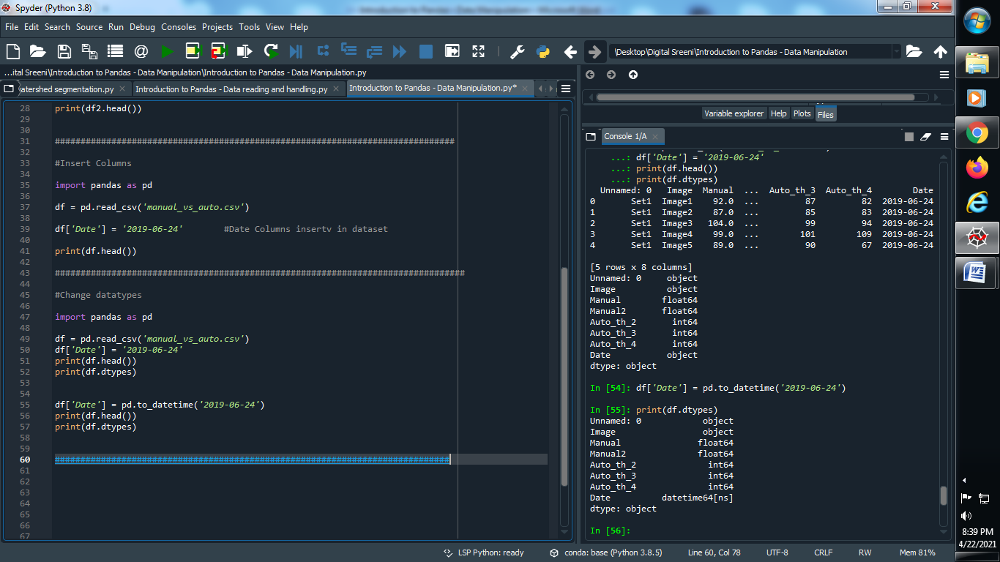 Spyder (Python 3.8)
File Edit Search Source Run Debug Consoles Projects Tools View Help
\Desktop\Digital Sreeni\Introduction to Pandas - Data Manipulation
...ital Sreeni\Introduction to Pandas - Data Manipulation\Introduction to Pandas - Data Manipulation.py
atershed segmentation.py Introduction to Pandas - Data reading and handling.py Introduction to Pandas - Data Manipulation.py*
28 print(df2.head())
29
30
31 ##############################################################################
32
33 #Insert Columns
34
35 import pandas as pd
36
37 df = pd.read_csv('manual_vs_auto.csv')
38
39 df['Date'] = '2019-06-24' #Date Columns insertv in dataset
40
41 print(df.head())
42
43 ################################################################################
44
45 #Change datatypes
46
47 import pandas as pd
48
49 df = pd.read_csv('manual_vs_auto.csv')
50 df['Date'] = '2019-06-24'
51 print(df.head())
52 print(df.dtypes)
53
54
55 df['Date'] = pd.to_datetime('2019-06-24')
56 print(df.head())
57 print(df.dtypes)
58
59
60 #############################################################################
61
62
63
64
65
66
67
Variable explorer Help Plots Files
Console 1/A
...: df['Date'] = '2019-06-24'
...: print(df.head())
...: print(df.dtypes)
Unnamed: 0 Image Manual ... Auto_th_3 Auto_th_4 Date
0 Set1 Image1 92.0 ... 87 82 2019-06-24
1 Set1 Image2 87.0 ... 85 83 2019-06-24
2 Set1 Image3 104.0 ... 99 94 2019-06-24
3 Set1 Image4 99.0 ... 101 109 2019-06-24
4 Set1 Image5 89.0 ... 90 67 2019-06-24
[5 rows x 8 columns]
Unnamed: 0 object
Image object
Manual float64
Manual2 float64
Auto_th_2 int64
Auto_th_3 int64
Auto_th_4 int64
Date object
dtype: object
In [54]: df['Date'] = pd.to_datetime('2019-06-24')
In [55]: print(df.dtypes)
Unnamed: 0 object
Image object
Manual float64
Manual2 float64
Auto_th_2 int64
Auto_th_3 int64
Auto_th_4 int64
Date datetime64[ns]
dtype: object
In [56]:
LSP Python: ready conda: base (Python 3.8.5) Line 60, Col 78 UTF-8 CRLF RW Mem 81%
8:39 PM
4/22/2021